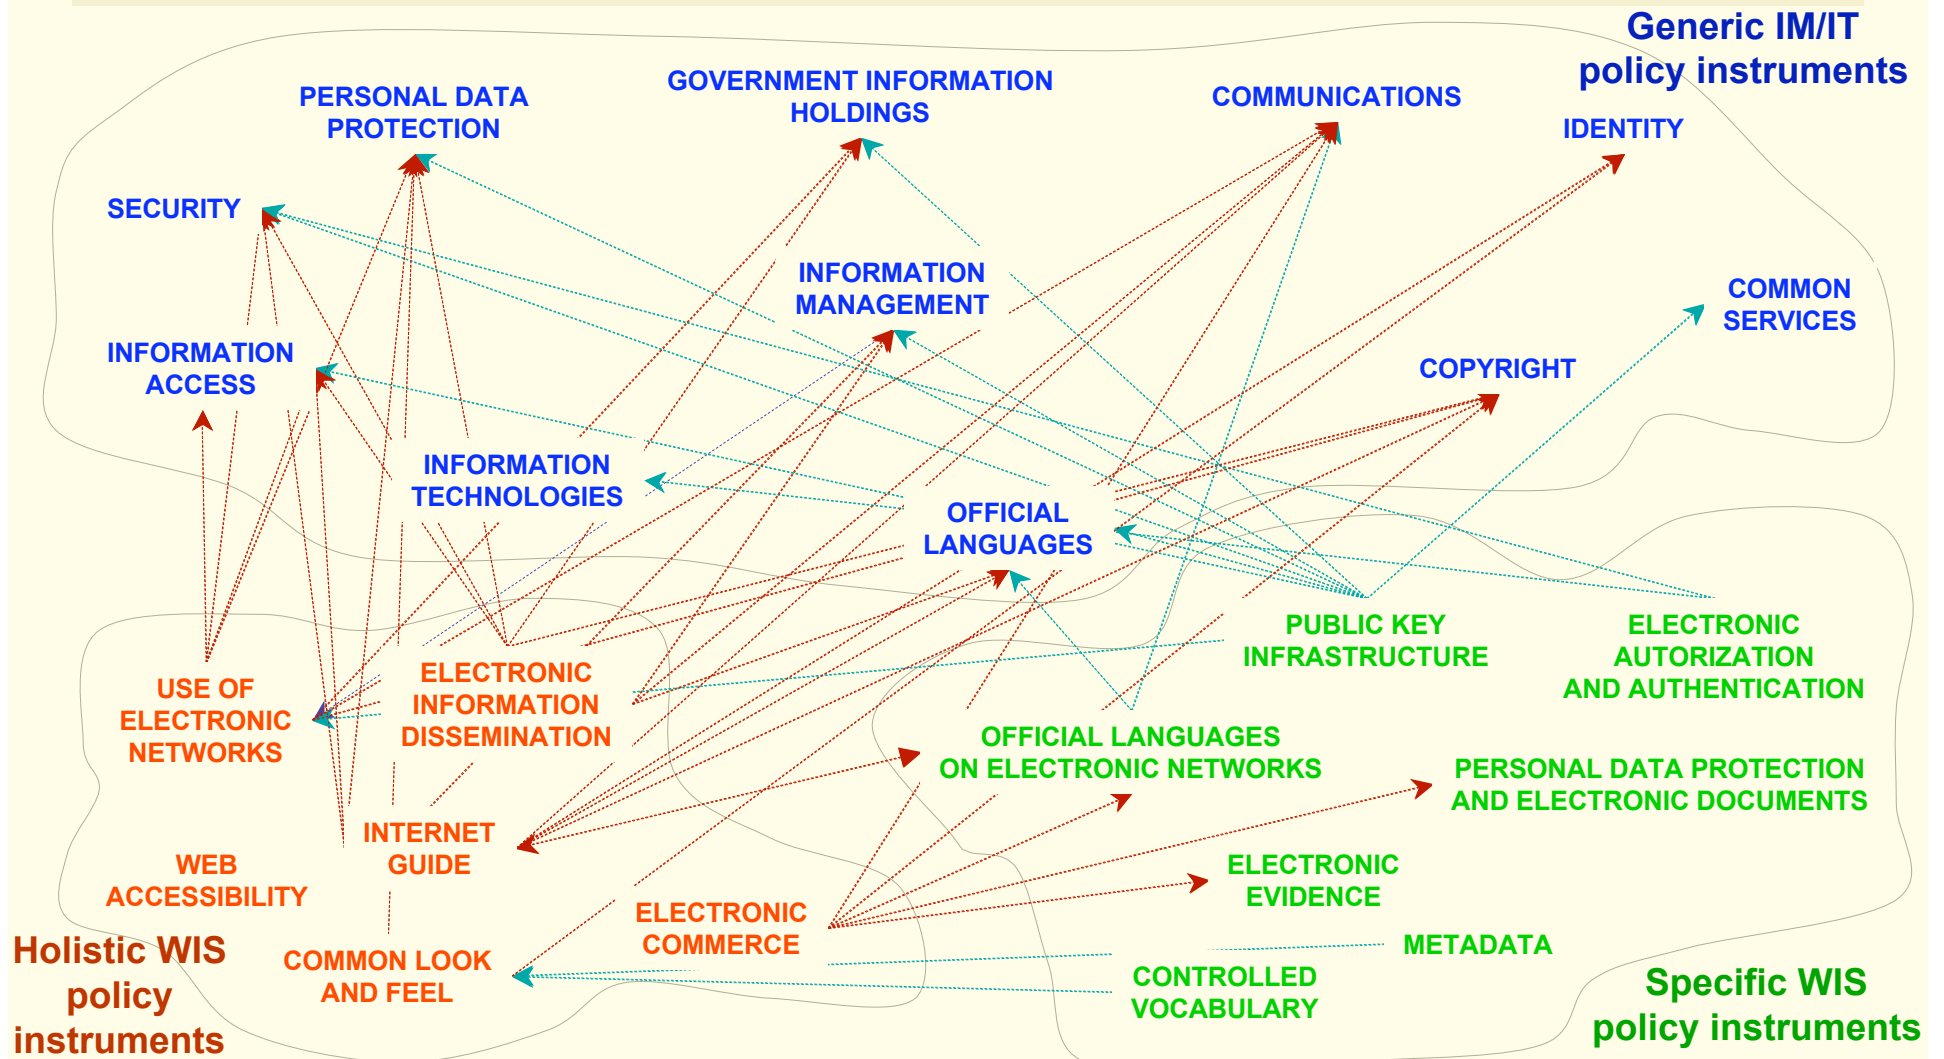 Generic IM/IT
policy instruments
PERSONAL DATA
PROTECTION
GOVERNMENT INFORMATION
HOLDINGS
COMMUNICATIONS
IDENTITY
SECURITY
INFORMATION
MANAGEMENT
COMMON
SERVICES
INFORMATION
ACCESS
COPYRIGHT
INFORMATION
TECHNOLOGIES
OFFICIAL
LANGUAGES
PUBLIC KEY
INFRASTRUCTURE
ELECTRONIC
AUTORIZATION
AND AUTHENTICATION
USE OF
ELECTRONIC
NETWORKS
ELECTRONIC
INFORMATION
DISSEMINATION
OFFICIAL LANGUAGES
ON ELECTRONIC NETWORKS
PERSONAL DATA PROTECTION
AND ELECTRONIC DOCUMENTS
INTERNET
GUIDE
WEB
ACCESSIBILITY
ELECTRONIC
EVIDENCE
ELECTRONIC
COMMERCE
METADATA
COMMON LOOK
AND FEEL
CONTROLLED
VOCABULARY
Holistic WIS
policy
instruments
Specific WIS
policy instruments